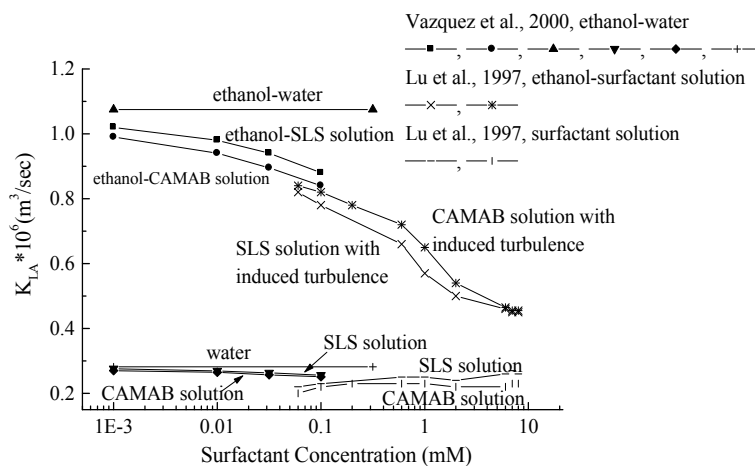 Vazquez et al., 2000, ethanol-water
, , , , ,
Lu et al., 1997, ethanol-surfactant solution
,
Lu et al., 1997, surfactant solution
,
1.2
1.0
0.8
0.6
0.4
0.2
K_LA*10^6(m^3/sec)
ethanol-water
ethanol-SLS solution
ethanol-CAMAB solution
CAMAB solution with
induced turbulence
SLS solution with
induced turbulence
water
SLS solution
SLS solution
CAMAB solution
CAMAB solution
1E-3
0.01
0.1
1
10
Surfactant Concentration (mM)